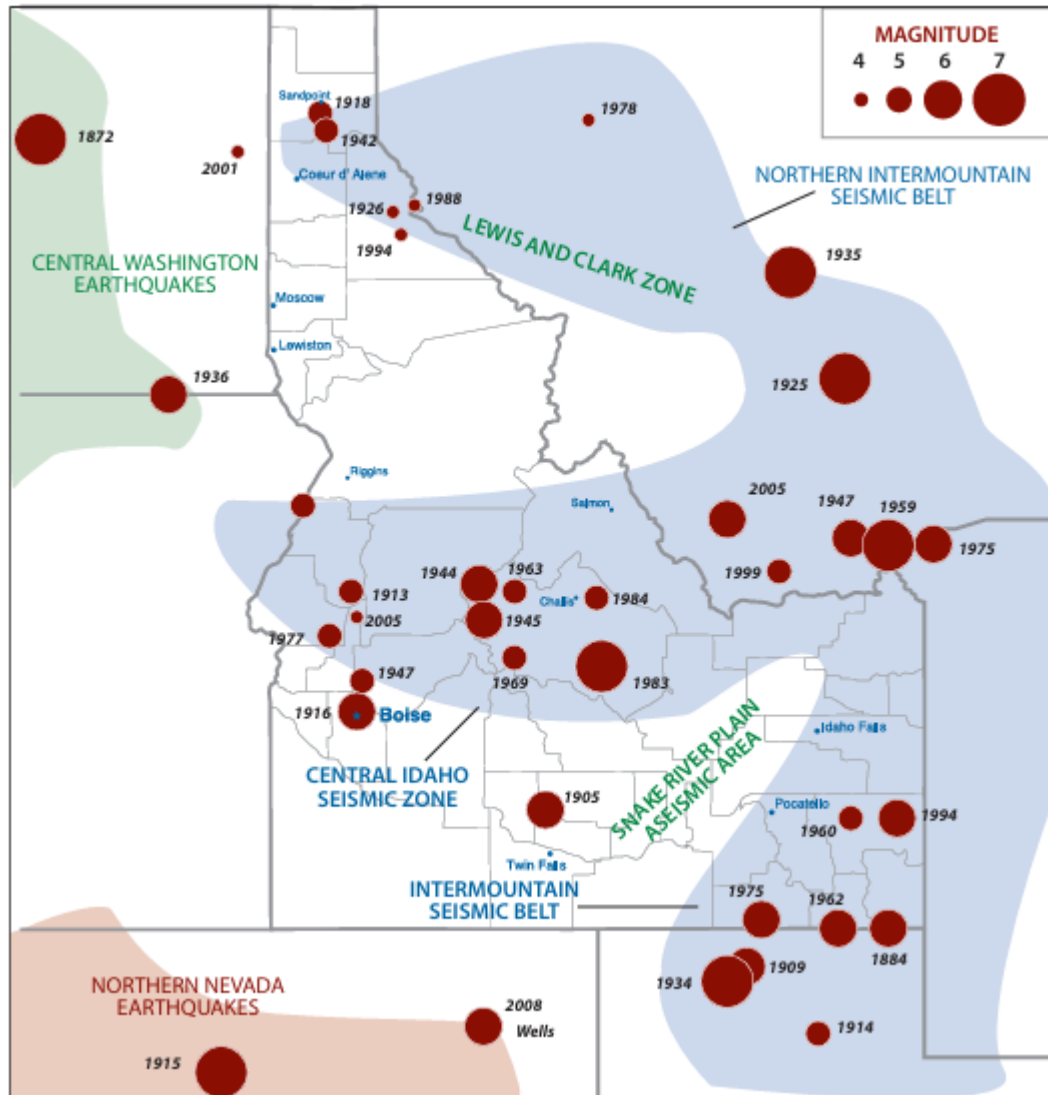 MAGNITUDE
4 5 6 7
Sandpoint
1918
1942
1978
1872
2001
Coeur d' Alene
1926
1988
1994
NORTHERN INTERMOUNTAIN
SEISMIC BELT
LEWIS AND CLARK ZONE
1935
CENTRAL WASHINGTON
EARTHQUAKES
Moscow
Lewiston
1936
1925
Riggins
Salmon
2005
1947
1959
1975
1999
1944
1963
1913
Challis
1984
2005
1945
1977
1969
1983
1947
1916
Boise
CENTRAL IDAHO
SEISMIC ZONE
SNAKE RIVER PLAIN
ASEISMIC AREA
Idaho Falls
1905
Pocatello
1960
1994
Twin Falls
INTERMOUNTAIN
SEISMIC BELT
1975
1962
1884
1909
1934
NORTHERN NEVADA
EARTHQUAKES
2008
Wells
1914
1915